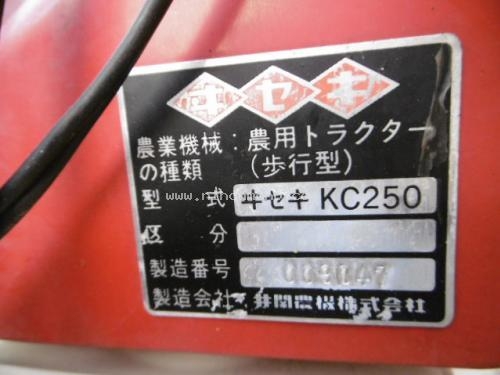 ヰセキ
農業機械:農用トラクター
の種類 (歩行型)
型式 ヰセキ KC250
区分
製造番号 009047
製造会社 井関農機株式会社